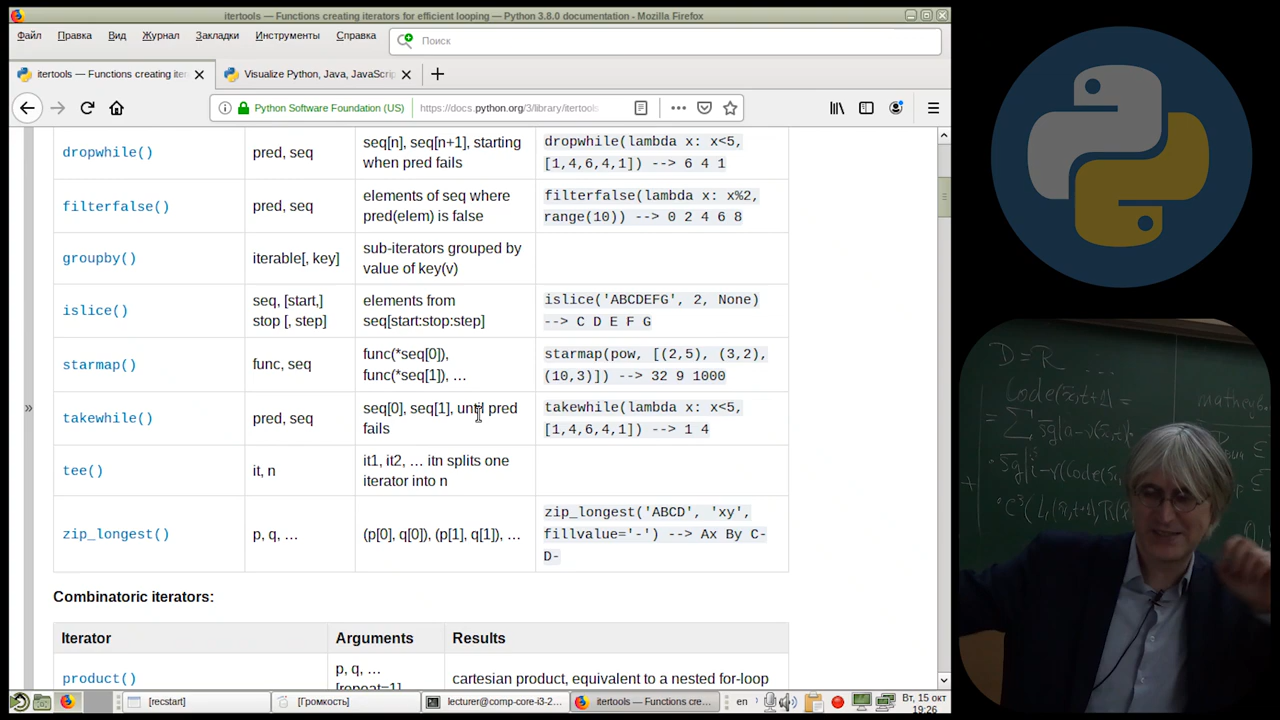 itertools — Functions creating iterators for efficient looping — Python 3.8.0 documentation - Mozilla Firefox
Файл Правка Вид Журнал Закладки Инструменты Справка Поиск
itertools — Functions creating iter Visualize Python, Java, JavaScri
Python Software Foundation (US) https://docs.python.org/3/library/itertools
dropwhile() pred, seq seq[n], seq[n+1], starting when pred fails dropwhile(lambda x: x<5, [1,4,6,4,1]) --> 6 4 1
filterfalse() pred, seq elements of seq where pred(elem) is false filterfalse(lambda x: x%2, range(10)) --> 0 2 4 6 8
groupby() iterable[, key] sub-iterators grouped by value of key(v)
islice() seq, [start,] stop [, step] elements from seq[start:stop:step] islice('ABCDEFG', 2, None) --> C D E F G
starmap() func, seq func(*seq[0]), func(*seq[1]), … starmap(pow, [(2,5), (3,2), (10,3)]) --> 32 9 1000
takewhile() pred, seq seq[0], seq[1], until pred fails takewhile(lambda x: x<5, [1,4,6,4,1]) --> 1 4
tee() it, n it1, it2, … itn splits one iterator into n
zip_longest() p, q, … (p[0], q[0]), (p[1], q[1]), … zip_longest('ABCD', 'xy', fillvalue='-') --> Ax By C- D-
Combinatoric iterators:
Iterator Arguments Results
product() p, q, … [repeat=1] cartesian product, equivalent to a nested for-loop
[recstart] [Громкость] lecturer@comp-core-i3-2... itertools — Functions cre... en Вт, 15 окт
19:26